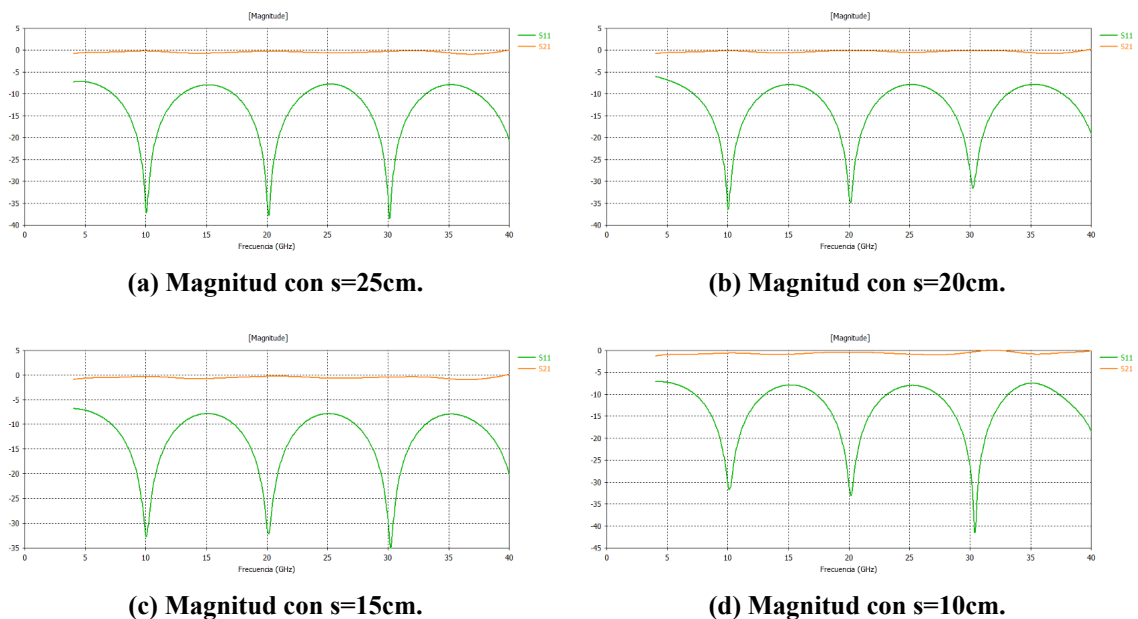 [Magnitude]
S11
S21
5
0
-5
-10
-15
-20
-25
-30
-35
-40
0 5 10 15 20 25 30 35 40
Frecuencia (GHz)
(a) Magnitud con s=25cm.
[Magnitude]
S11
S21
5
0
-5
-10
-15
-20
-25
-30
-35
-40
0 5 10 15 20 25 30 35 40
Frecuencia (GHz)
(b) Magnitud con s=20cm.
[Magnitude]
S11
S21
5
0
-5
-10
-15
-20
-25
-30
-35
0 5 10 15 20 25 30 35 40
Frecuencia (GHz)
(c) Magnitud con s=15cm.
[Magnitude]
S11
S21
0
-5
-10
-15
-20
-25
-30
-35
-40
-45
0 5 10 15 20 25 30 35 40
Frecuencia (GHz)
(d) Magnitud con s=10cm.